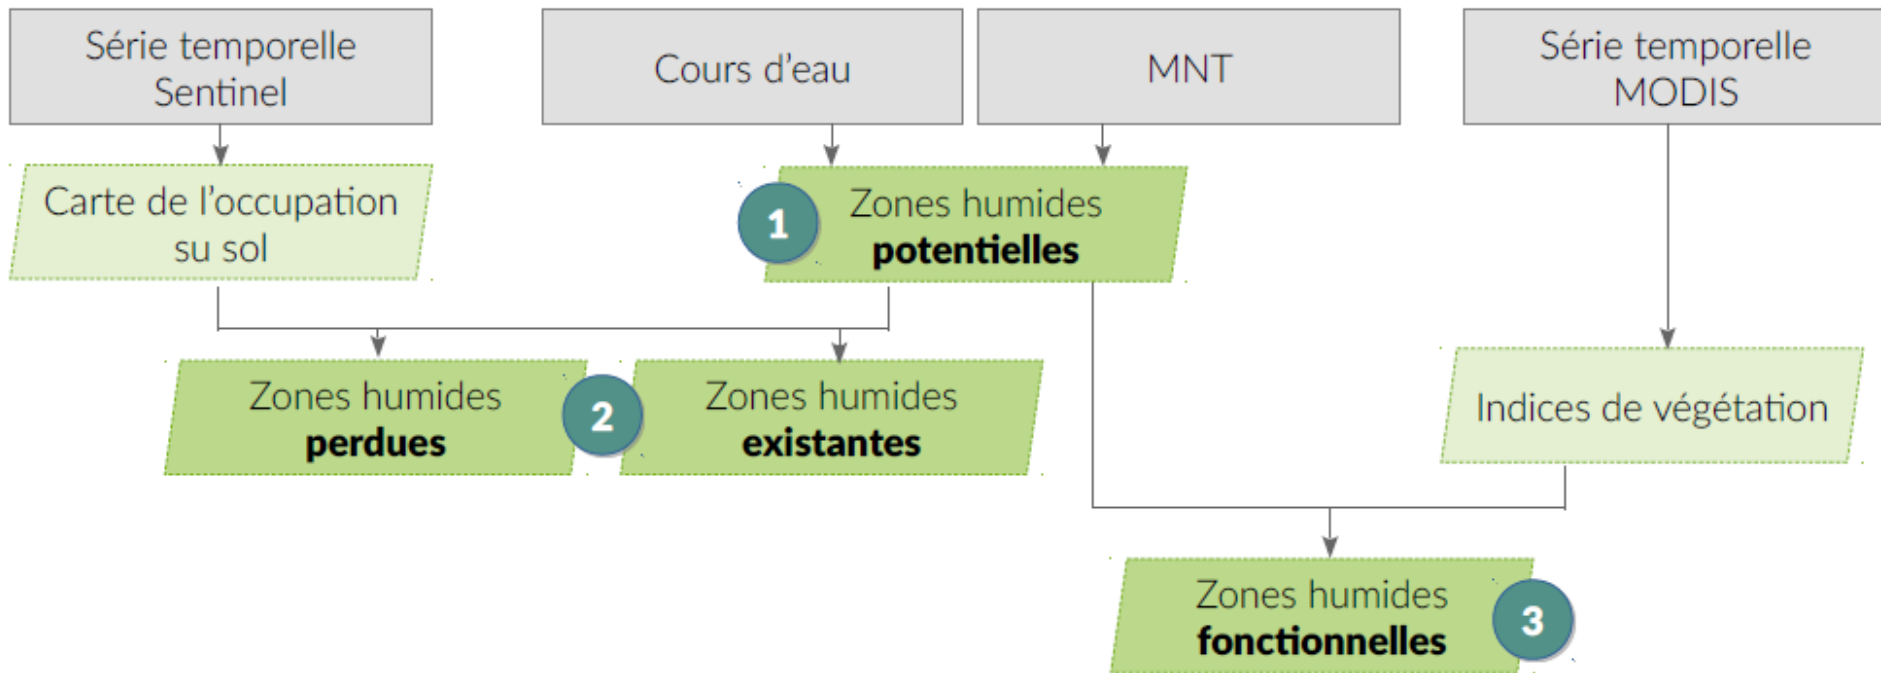 Série temporelle
Sentinel
Cours d'eau
MNT
Série temporelle
MODIS
Carte de l'occupation
su sol
1
Zones humides
potentielles
Zones humides
perdues
2
Zones humides
existantes
Indices de végétation
Zones humides
fonctionnelles
3